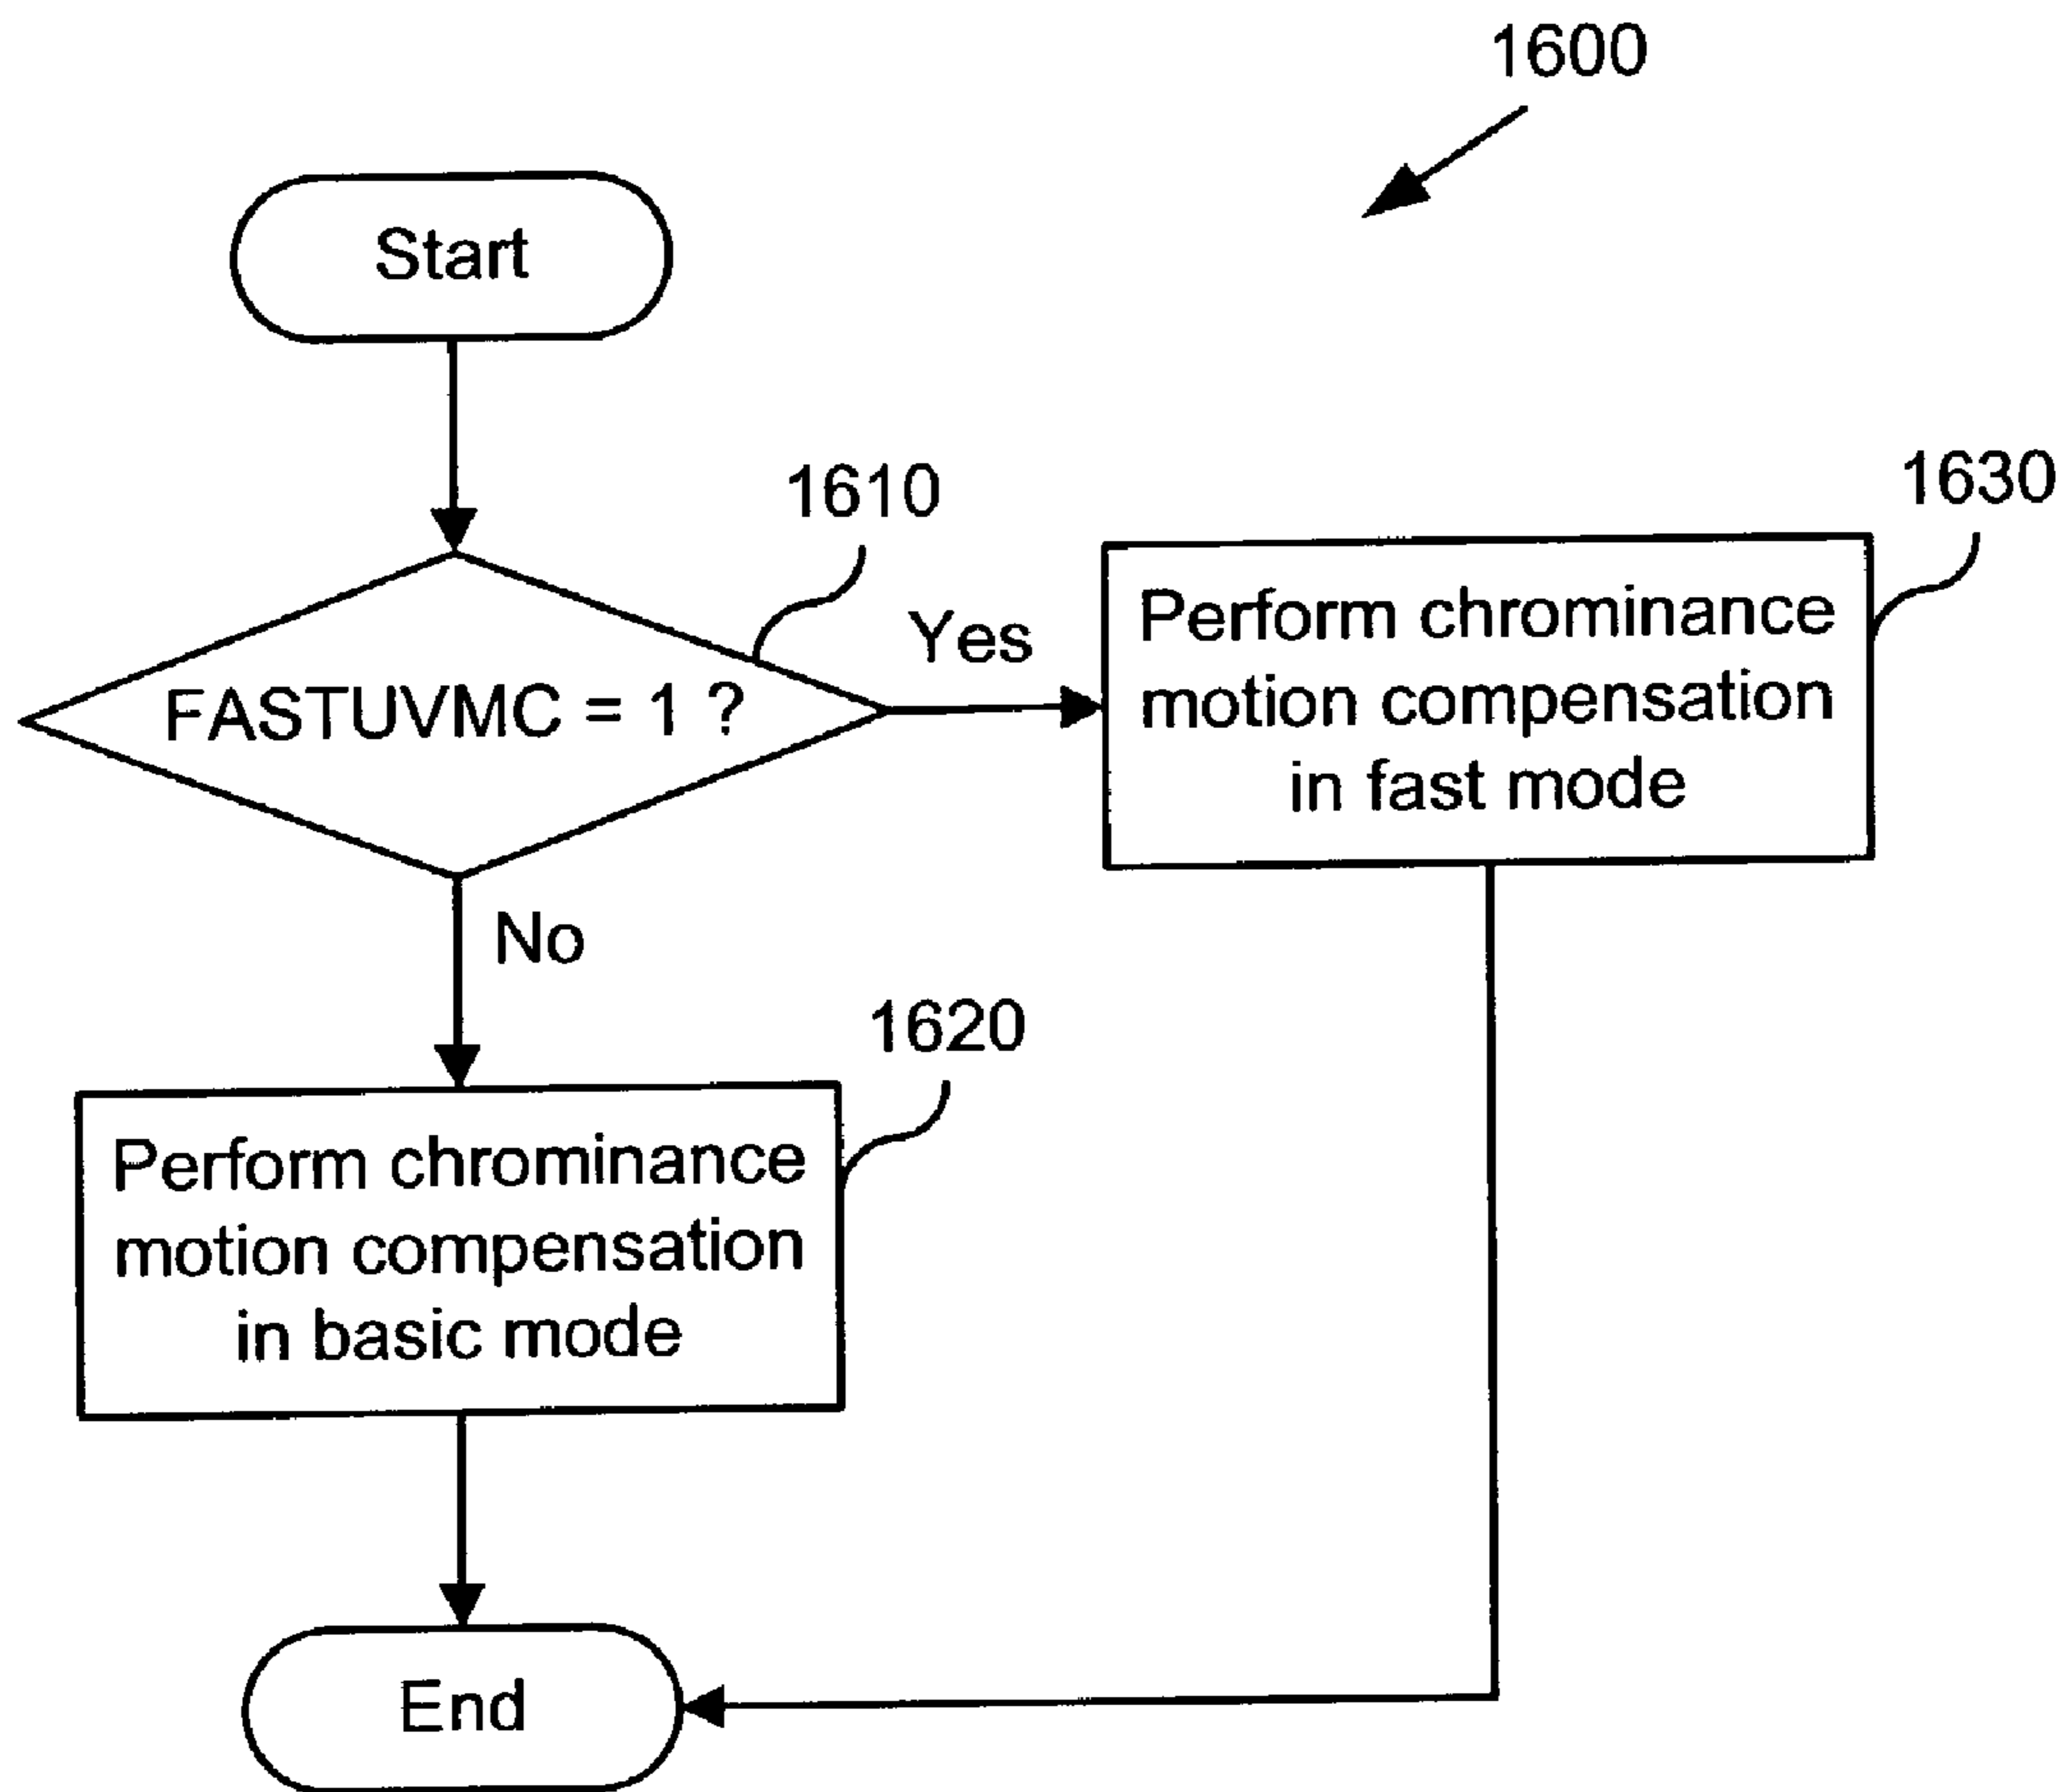 1600
Start
1610
FASTUVMC = 1 ?
Yes
1630
Perform chrominance
motion compensation
in fast mode
No
1620
Perform chrominance
motion compensation
in basic mode
End